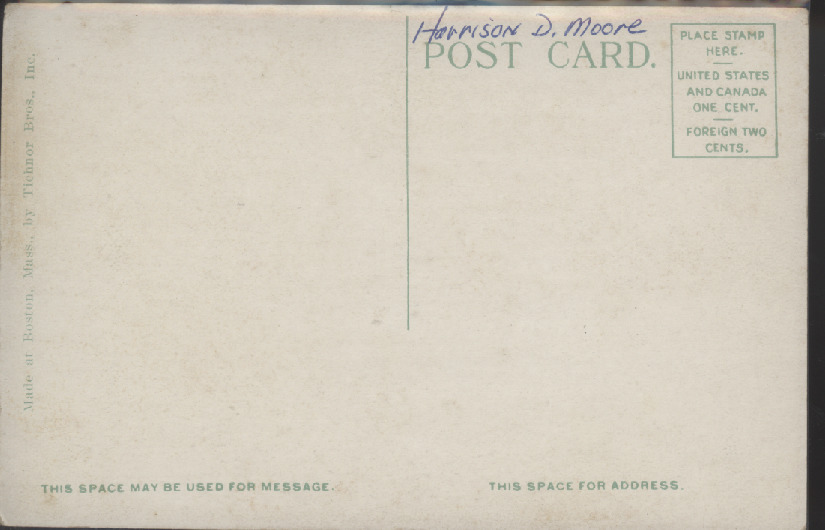 Harrison D. Moore
POST CARD.
PLACE STAMP
HERE.
UNITED STATES
AND CANADA
ONE CENT.
FOREIGN TWO
CENTS.
Made at Boston, Mass., by Tichnor Bros., Inc.
THIS SPACE MAY BE USED FOR MESSAGE.
THIS SPACE FOR ADDRESS.